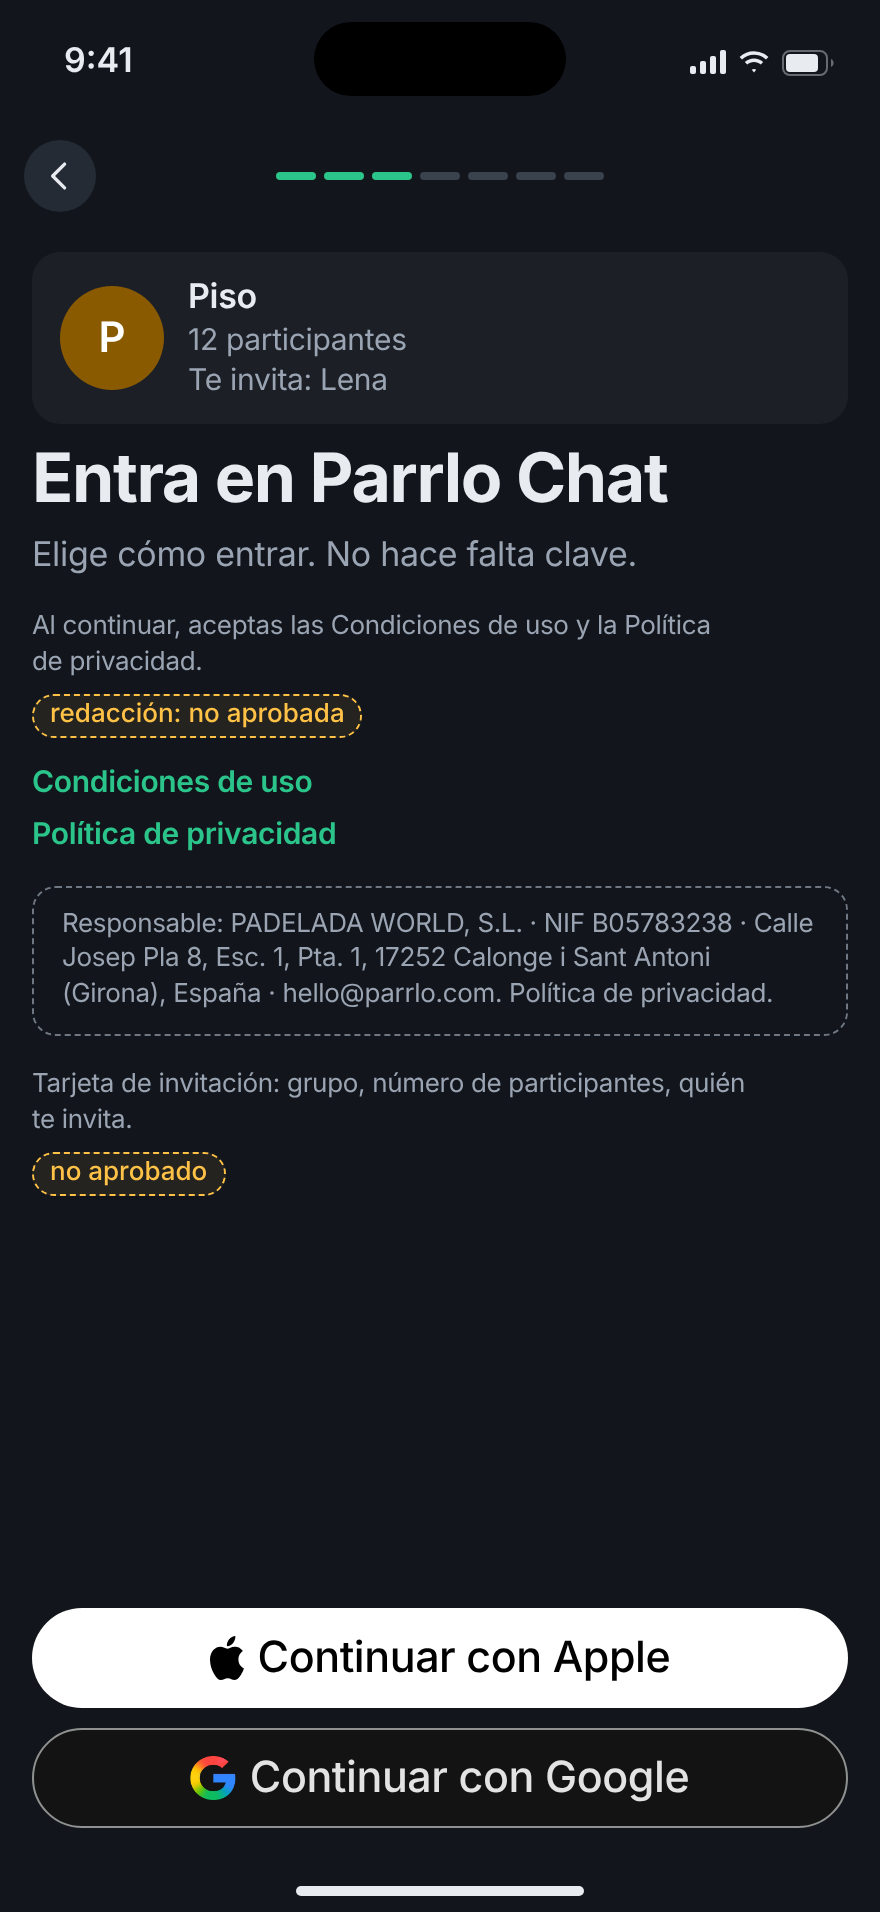 9:41
Piso
P
12 participantes
Te invita: Lena
Entra en Parrlo Chat
Elige cómo entrar. No hace falta clave.
Al continuar, aceptas las Condiciones de uso y la Política
de privacidad.
redacción: no aprobada
Condiciones de uso
Política de privacidad
Responsable: PADELADA WORLD, S.L. · NIF B05783238 · Calle
Josep Pla 8, Esc. 1, Pta. 1, 17252 Calonge i Sant Antoni
(Girona), España · hello@parrlo.com. Política de privacidad.
Tarjeta de invitación: grupo, número de participantes, quién
te invita.
no aprobado
Continuar con Apple
Continuar con Google